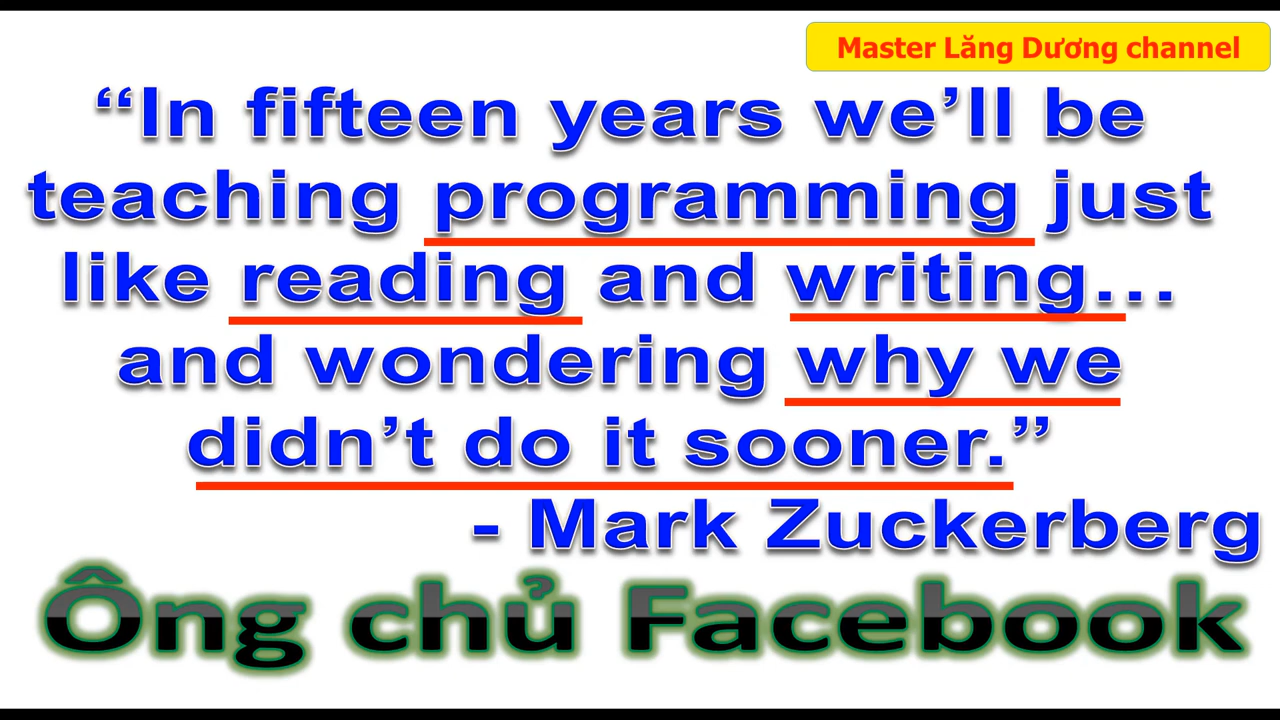 Master Lăng Dương channel
“In fifteen years we’ll be
teaching programming just
like reading and writing...
and wondering why we
didn’t do it sooner.”
- Mark Zuckerberg
Ông chủ Facebook